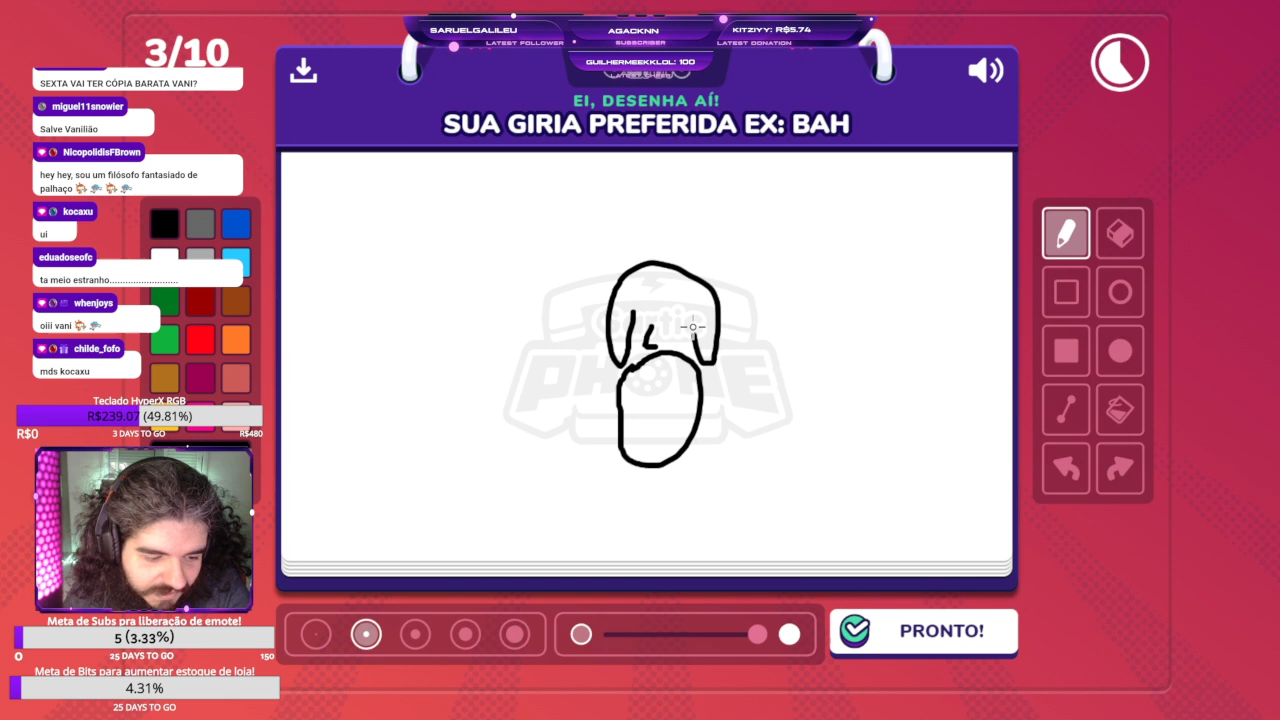 SARUELGALILEU
LATEST FOLLOWER
AGACKNN
SUBSCRIBER
KITZIYY: R$5.74
LATEST DONATION
GUILHERMEEKKLOL: 100
3/10
EI, DESENHA AÍ!
SUA GIRIA PREFERIDA EX: BAH
SEXTA VAI TER CÓPIA BARATA VANI?
miguel11snowier
Salve Vanilião
NicopolidisFBrown
hey hey, sou um filósofo fantasiado de
palhaço
kocaxu
ui
eduadoseofc
ta meio estranho.........................
whenjoys
oiii vani
childe_fofo
mds kocaxu
Gartic
PHONE
Teclado HyperX RGB
R$239.07 (49.81%)
R$0
3 DAYS TO GO
R$480
Meta de Subs pra liberação de emote!
5 (3.33%)
0
25 DAYS TO GO
150
Meta de Bits para aumentar estoque de loja!
4.31%
25 DAYS TO GO
PRONTO!